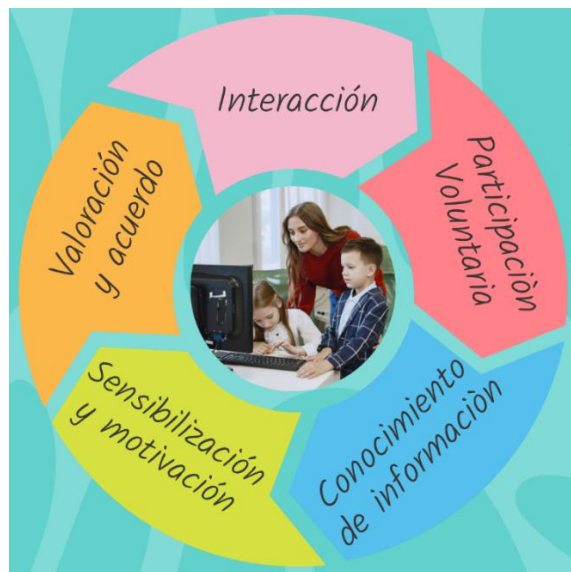 Interacción
Participaciòn
Voluntaria
Conocimiento
de informaciòn
Sensibilización
y motivación
Valoración
y acuerdo